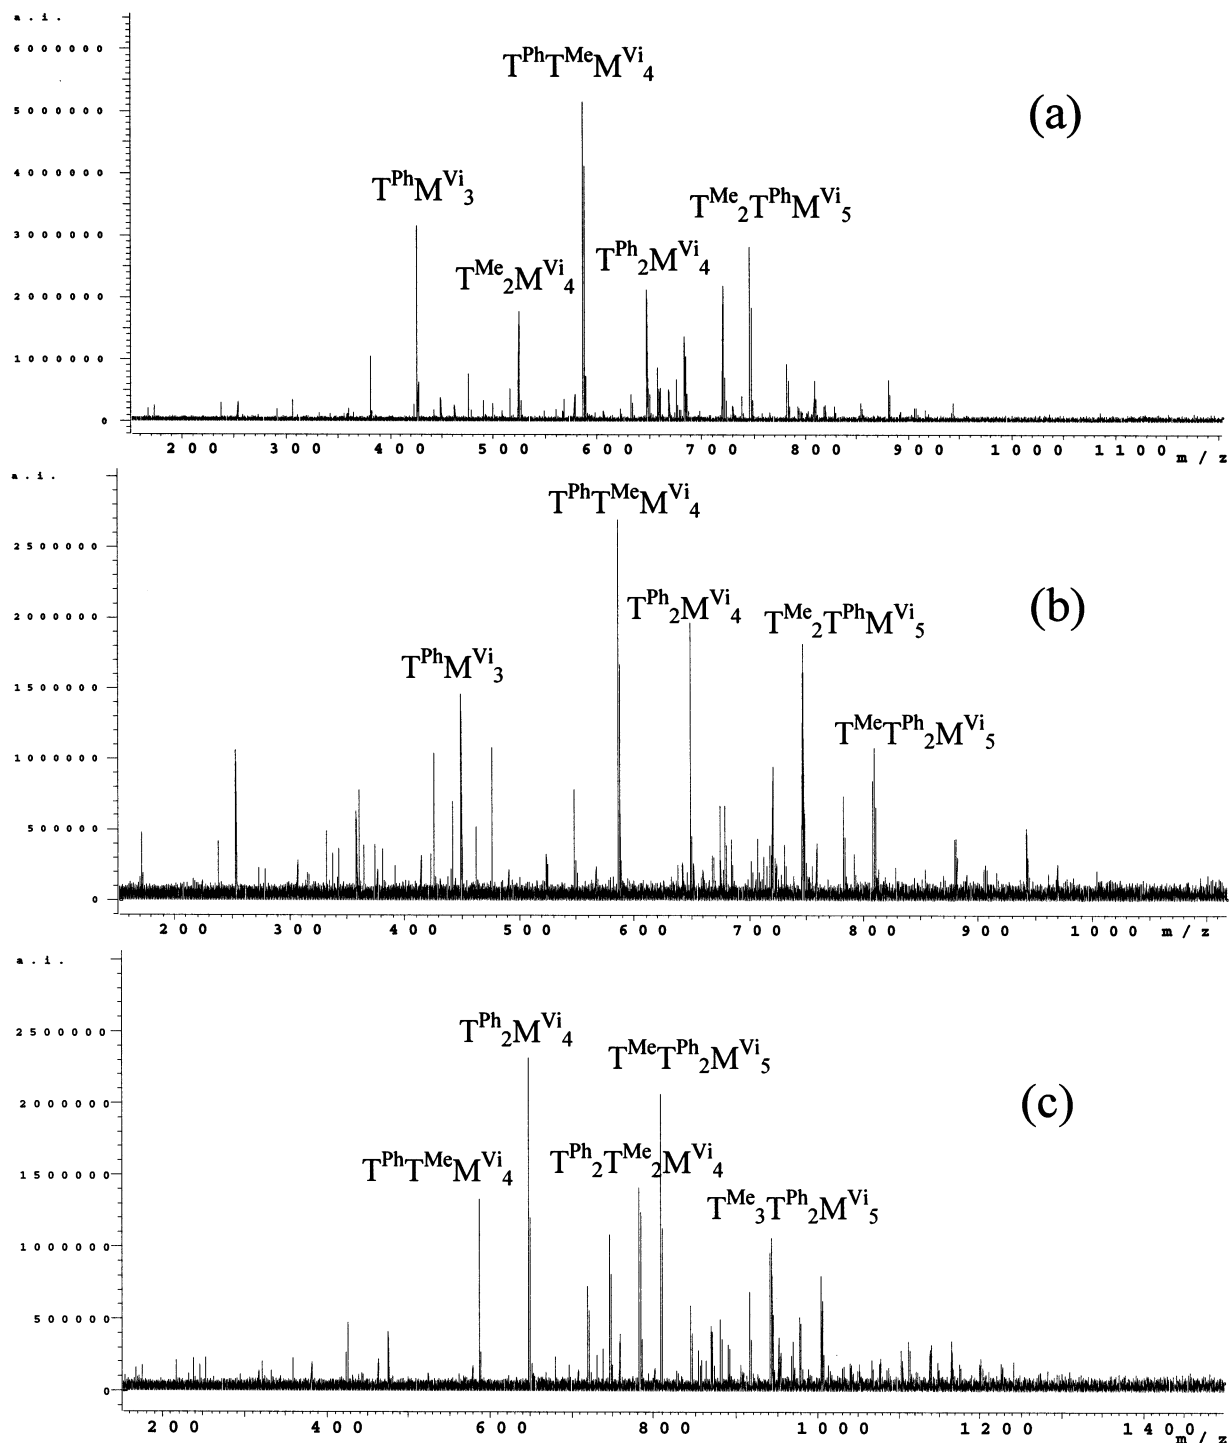 a.i.
6000000
T^Ph T^Me M^Vi_4
(a)
5000000
4000000
T^Ph M^Vi_3
T^Me_2 T^Ph M^Vi_5
3000000
T^Me_2 M^Vi_4
T^Ph_2 M^Vi_4
2000000
1000000
0
200 300 400 500 600 700 800 900 1000 1100 m/z
a.i.
T^Ph T^Me M^Vi_4
2500000
T^Ph_2 M^Vi_4
T^Me_2 T^Ph M^Vi_5
(b)
2000000
T^Ph M^Vi_3
1500000
T^Me T^Ph_2 M^Vi_5
1000000
500000
0
200 300 400 500 600 700 800 900 1000 m/z
a.i.
T^Ph_2 M^Vi_4
2500000
T^Me T^Ph_2 M^Vi_5
(c)
2000000
T^Ph T^Me M^Vi_4
T^Ph_2 T^Me_2 M^Vi_4
1500000
T^Me_3 T^Ph_2 M^Vi_5
1000000
500000
0
200 400 600 800 1000 1200 1400 m/z